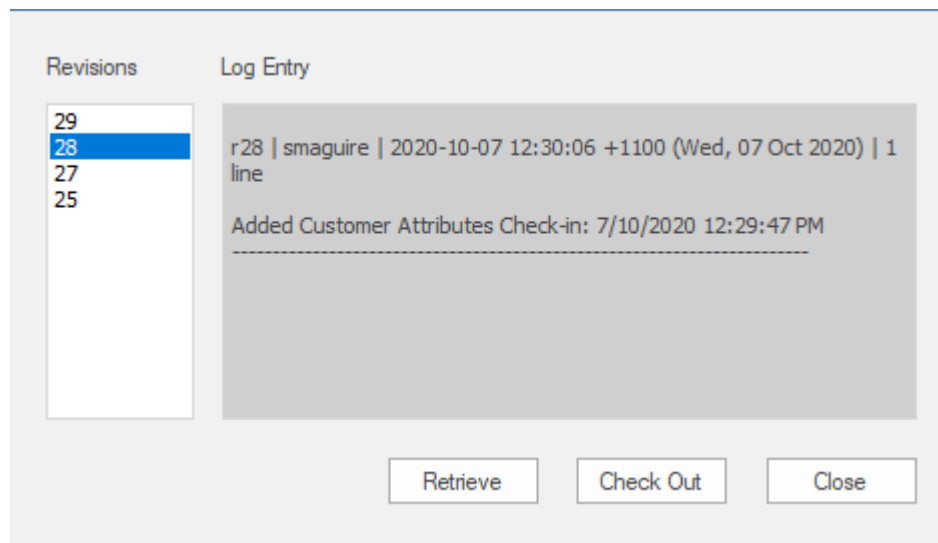 Revisions
Log Entry
29
28
27
25
r28 | smaguire | 2020-10-07 12:30:06 +1100 (Wed, 07 Oct 2020) | 1
line
Added Customer Attributes Check-in: 7/10/2020 12:29:47 PM
------------------------------------------------------------------------
Retrieve
Check Out
Close